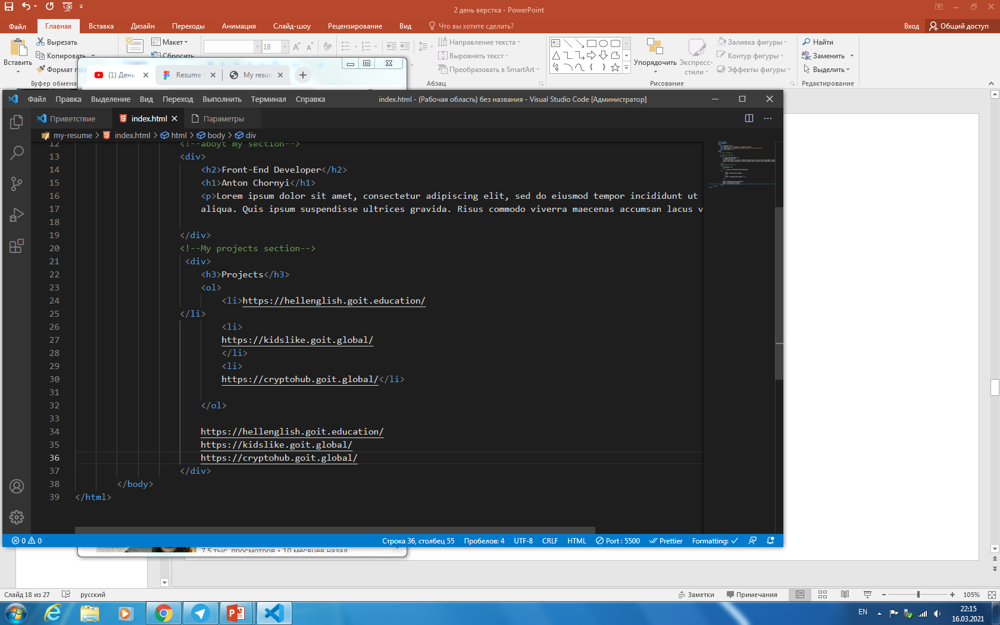 2 день верстка - PowerPoint
Файл Главная Вставка Дизайн Переходы Анимация Слайд-шоу Рецензирование Вид Что вы хотите сделать? Вход Общий доступ
Вставить
Вырезать
Копировать
Формат
Буфер обмена
Макет
Сбросить
18
Направление текста
Выровнять текст
Преобразовать в SmartArt
Абзац
Упорядочить
Экспресс-
стили
Заливка фигуры
Контур фигуры
Эффекты фигуры
Рисование
Найти
Заменить
Выделить
Редактирование
(1) День Resume My resum
Файл Правка Выделение Вид Переход Выполнить Терминал Справка index.html - (Рабочая область) без названия - Visual Studio Code [Администратор]
Приветствие index.html Параметры
my-resume > index.html > html > body > div
12 <!--aboyt my section-->
13 <div>
14 <h2>Front-End Developer</h2>
15 <h1>Anton Chornyi</h1>
16 <p>Lorem ipsum dolor sit amet, consectetur adipiscing elit, sed do eiusmod tempor incididunt ut
17 aliqua. Quis ipsum suspendisse ultrices gravida. Risus commodo viverra maecenas accumsan lacus v
18
19 </div>
20 <!--My projects section-->
21 <div>
22 <h3>Projects</h3>
23 <ol>
24 <li>https://hellenglish.goit.education/
25 </li>
26 <li>
27 https://kidslike.goit.global/
28 </li>
29 <li>
30 https://cryptohub.goit.global/</li>
31
32 </ol>
33
34 https://hellenglish.goit.education/
35 https://kidslike.goit.global/
36 https://cryptohub.goit.global/
37 </div>
38 </body>
39 </html>
0 0 Строка 36, столбец 55 Пробелов: 4 UTF-8 CRLF HTML Port : 5500 Prettier Formatting:
7,5 тыс. просмотров • 10 месяцев назад
Слайд 18 из 27 русский Заметки Примечания 105%
EN 22:15
16.03.2021